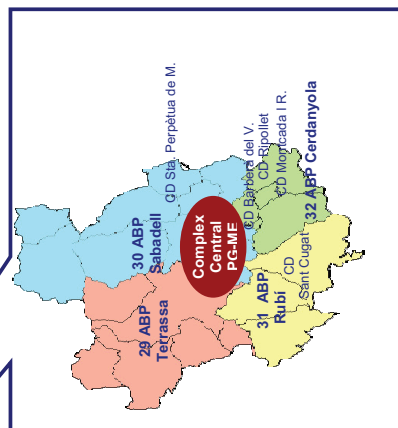 CD Sta. Perpètua de M.
30 ABP
Sabadell
29 ABP
Terrassa
Complex
Central
PG-ME
CD Barberà del V.
CD Ripollet
CD Montcada I R.
32 ABP Cerdanyola
31 ABP
Rubí
CD
Sant Cugat